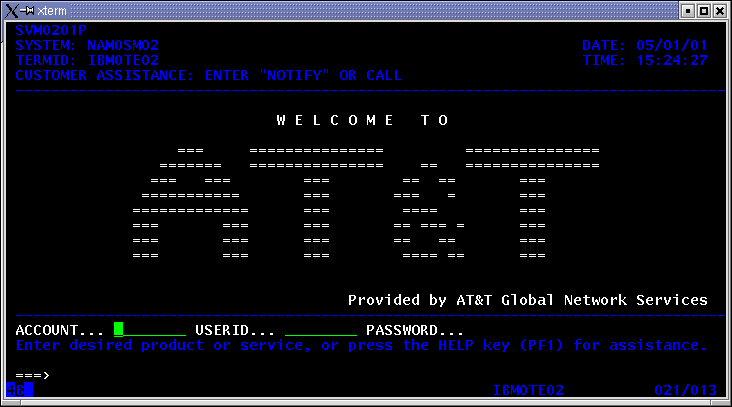 xterm
SVM0201P
SYSTEM: NAMOSMO2 DATE: 05/01/01
TERMID: IBMOTE02 TIME: 15:24:27
CUSTOMER ASSISTANCE: ENTER "NOTIFY" OR CALL
W E L C O M E   T O
AT&T
Provided by AT&T Global Network Services
ACCOUNT... ________ USERID... ________ PASSWORD...
Enter desired product or service, or press the HELP key (PF1) for assistance.
===>
IBMOTE02 021/013